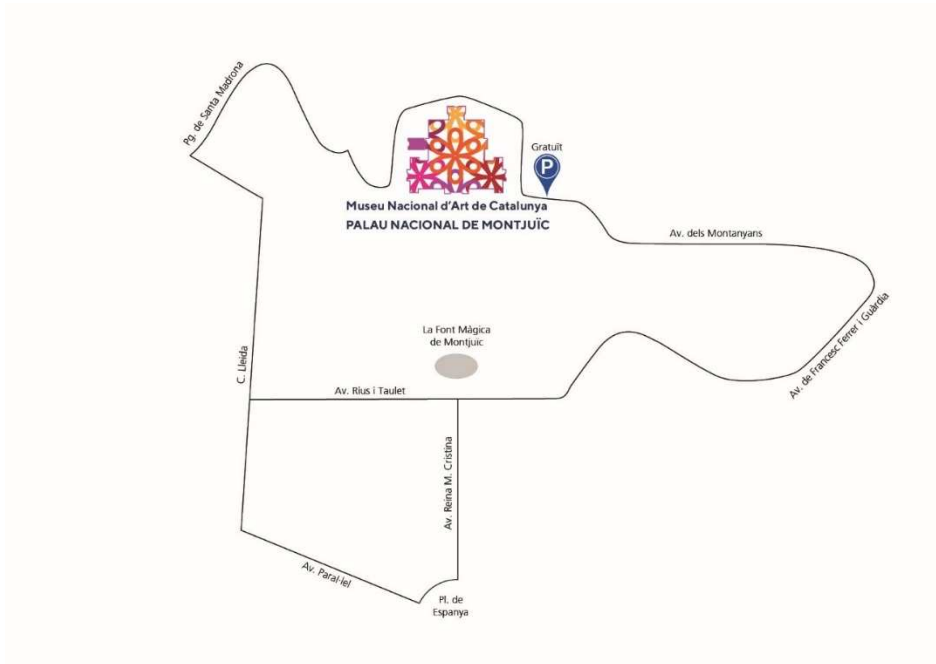 Pg. de Santa Madrona
Gratuït
P
Museu Nacional d'Art de Catalunya
PALAU NACIONAL DE MONTJUÏC
Av. dels Montanyans
La Font Màgica
de Montjuic
Av. de Francesc Ferrer i Guàrdia
C. Lleida
Av. Rius i Taulet
Av. Reina M. Cristina
Av. Paral·lel
Pl. de
Espanya